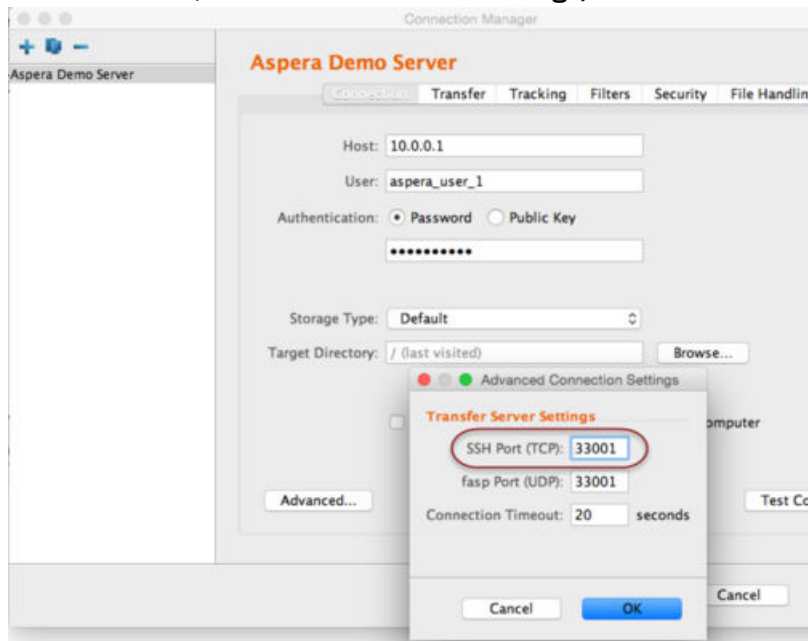 Connection Manager
Aspera Demo Server
Aspera Demo Server
Connection Transfer Tracking Filters Security File Handlin
Host: 10.0.0.1
User: aspera_user_1
Authentication: Password Public Key
••••••••••
Storage Type: Default
Target Directory: / (last visited) Browse...
Advanced Connection Settings
Transfer Server Settings
omputer
SSH Port (TCP): 33001
fasp Port (UDP): 33001
Advanced... Test Co
Connection Timeout: 20 seconds
Cancel
Cancel OK